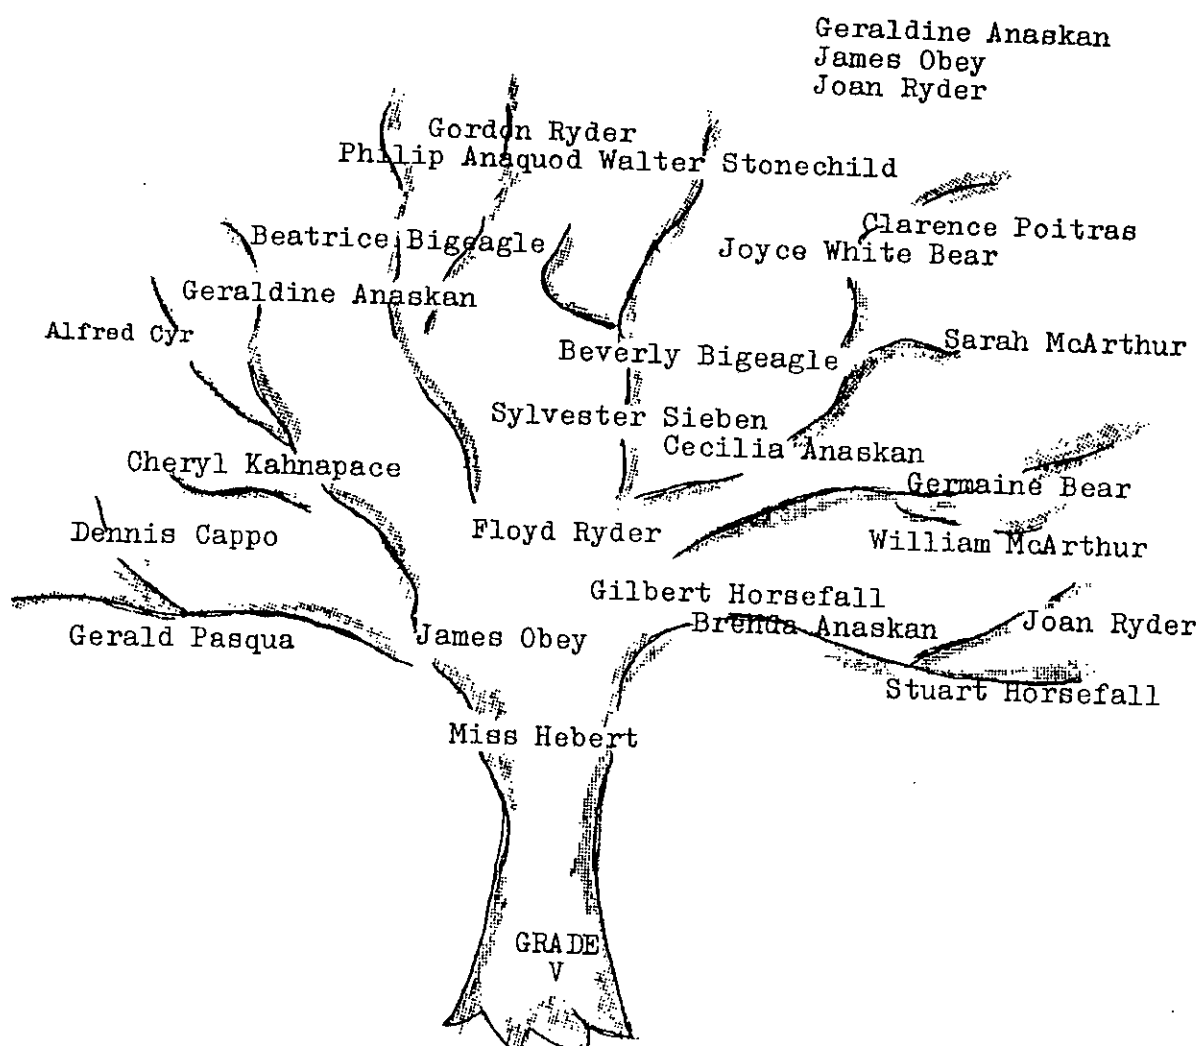 Geraldine Anaskan
James Obey
Joan Ryder
Gordon Ryder
Philip Anaquod Walter Stonechild
Clarence Poitras
Beatrice Bigeagle
Joyce White Bear
Geraldine Anaskan
Alfred Cyr
Sarah McArthur
Beverly Bigeagle
Sylvester Sieben
Cecilia Anaskan
Cheryl Kahnapace
Germaine Bear
Dennis Cappo
Floyd Ryder
William McArthur
Gilbert Horsefall
Gerald Pasqua
James Obey
Brenda Anaskan
Joan Ryder
Stuart Horsefall
Miss Hebert
GRADE
V